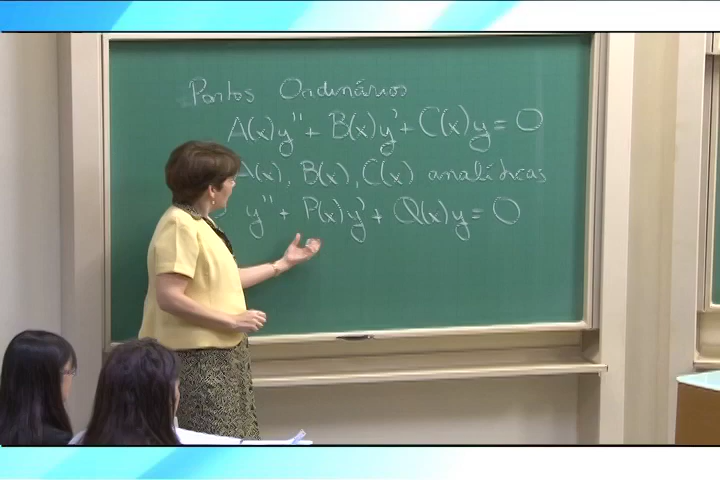 Pontos Ordinários
A(x)y'' + B(x)y' + C(x)y = 0
A(x), B(x), C(x) analíticas
y'' + P(x)y' + Q(x)y = 0